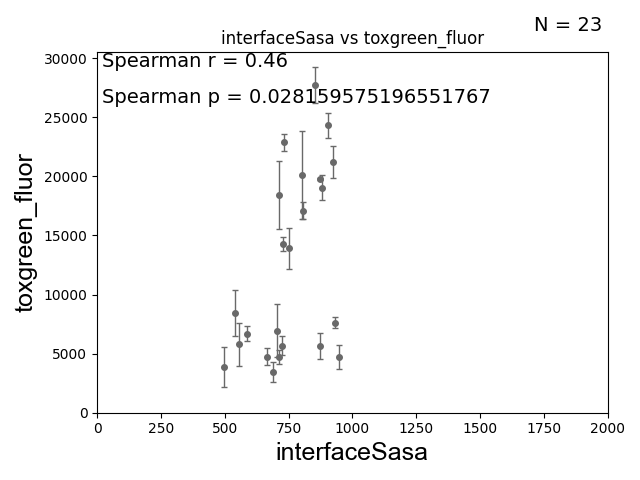 N = 23
interfaceSasa vs toxgreen_fluor
Spearman r = 0.46
Spearman p = 0.028159575196551767
toxgreen_fluor
30000
25000
20000
15000
10000
5000
0
0 250 500 750 1000 1250 1500 1750 2000
interfaceSasa